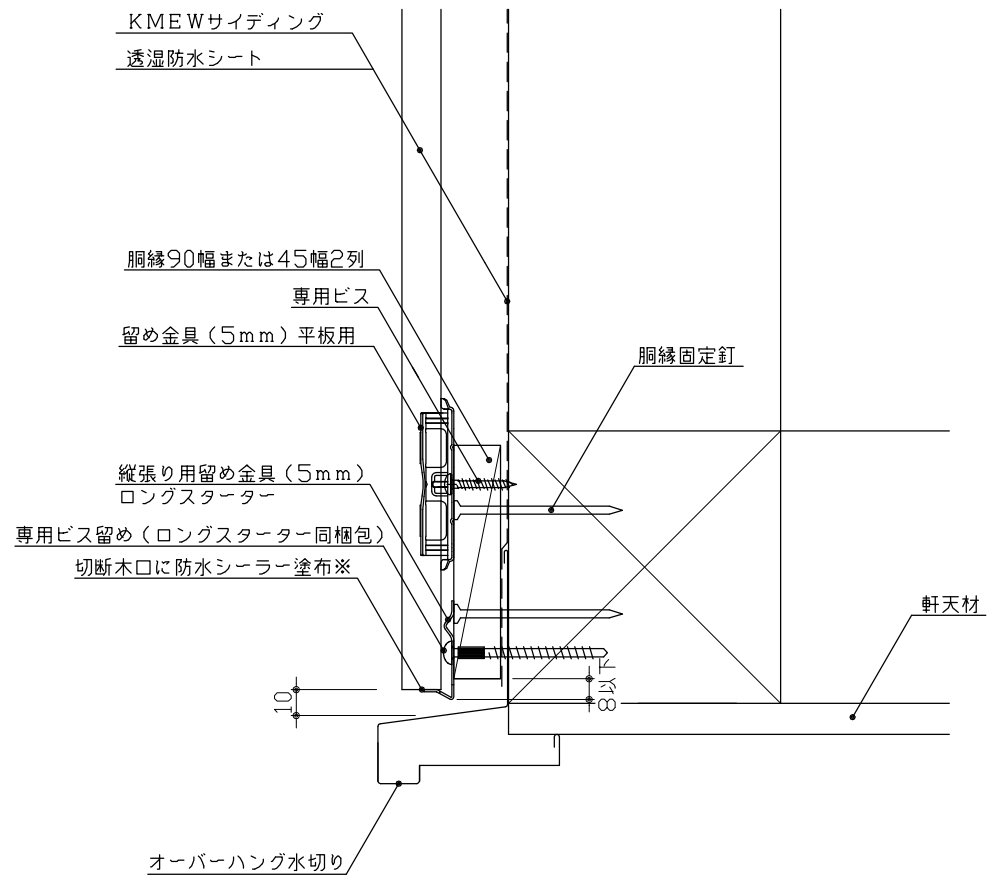 KMEWサイディング
透湿防水シート
胴縁90幅または45幅2列
専用ビス
留め金具(5mm)平板用
胴縁固定釘
縦張り用留め金具(5mm)
ロングスターター
専用ビス留め(ロングスターター同梱包)
切断木口に防水シーラー塗布※
軒天材
10
8以下
オーバーハング水切り